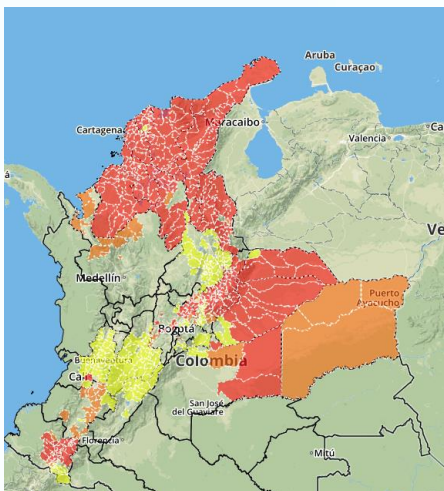 Aruba
Curaçao
Cartagena
Maracaibo
Valencia
Ca
á
Ve
Medellín
Puerto
Ayacucho
Bogotá
Buenaventura
Colombia
Ca
San José
del Guaviare
Florencia
Mitú